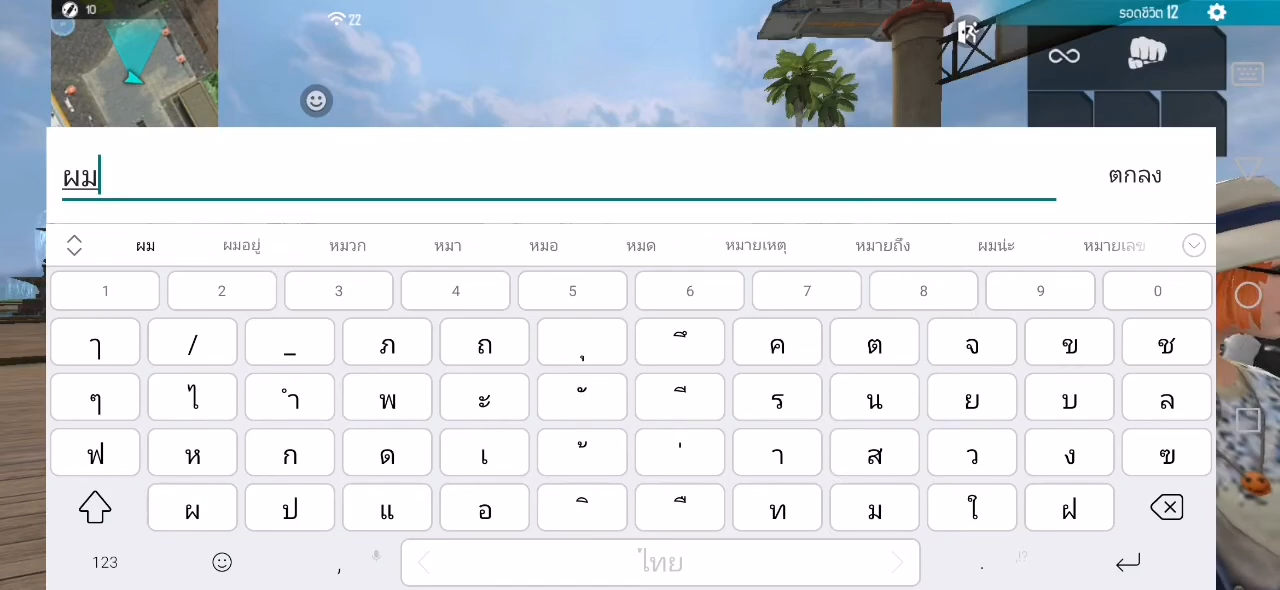 10
22
รอดชีวิต 12
ผม
ตกลง
ผม ผมอยู่ หมวก หมา หมอ หมด หมายเหตุ หมายถึง ผมน่ะ หมายเลข
1 2 3 4 5 6 7 8 9 0
ๅ / _ ภ ถ ุ ึ ค ต จ ข ช
ๆ ไ ำ พ ะ ั ี ร น ย บ ล
ฟ ห ก ด เ ้ ่ า ส ว ง ฃ
ผ ป แ อ ิ ื ท ม ใ ฝ
123 , ไทย . ,!?